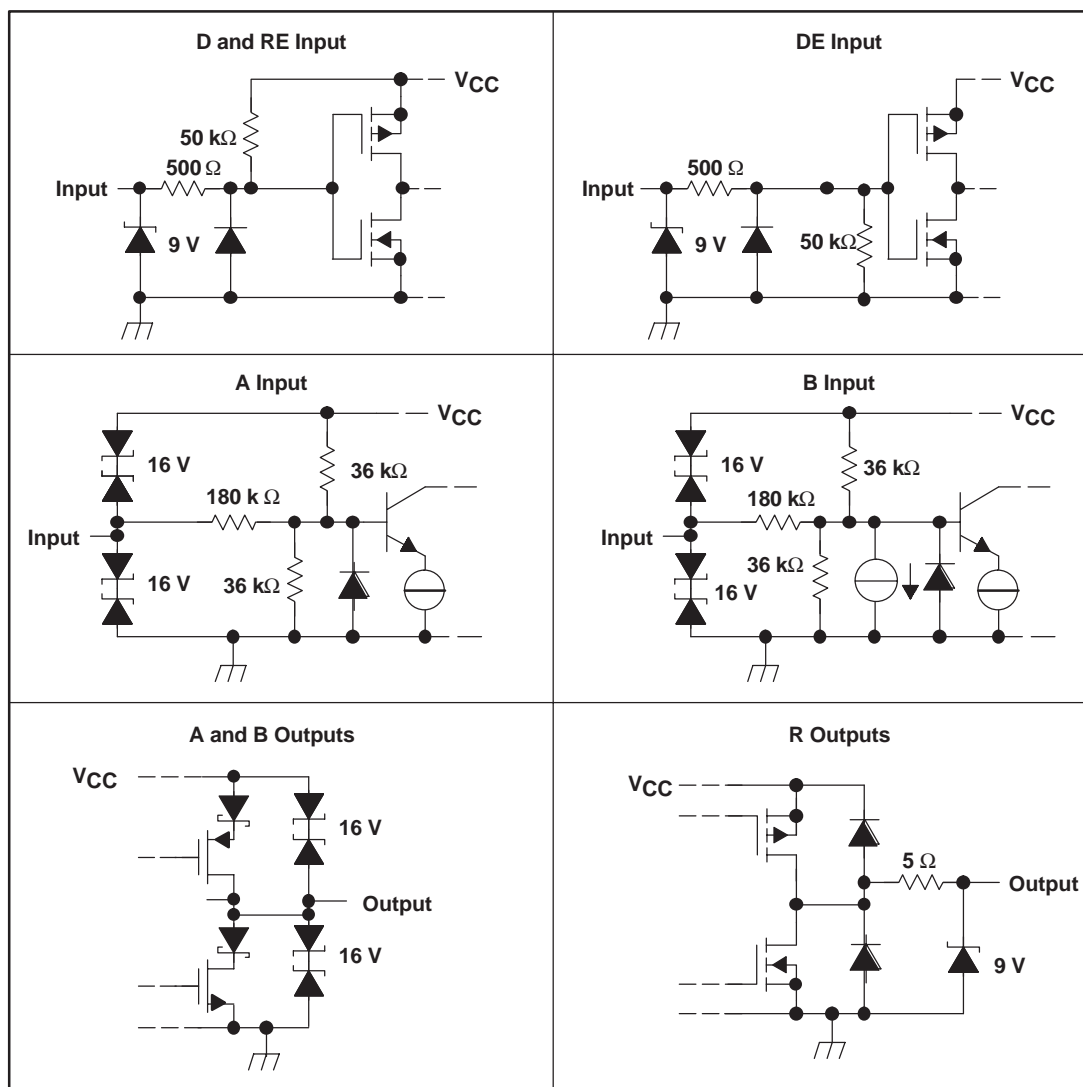 D and RE Input
VCC
50 kΩ
500 Ω
Input
9 V
DE Input
VCC
500 Ω
Input
9 V
50 kΩ
A Input
VCC
16 V
36 kΩ
180 k Ω
Input
16 V
36 kΩ
B Input
VCC
16 V
36 kΩ
180 kΩ
Input
36 kΩ
16 V
A and B Outputs
VCC
16 V
Output
16 V
R Outputs
VCC
5 Ω
Output
9 V